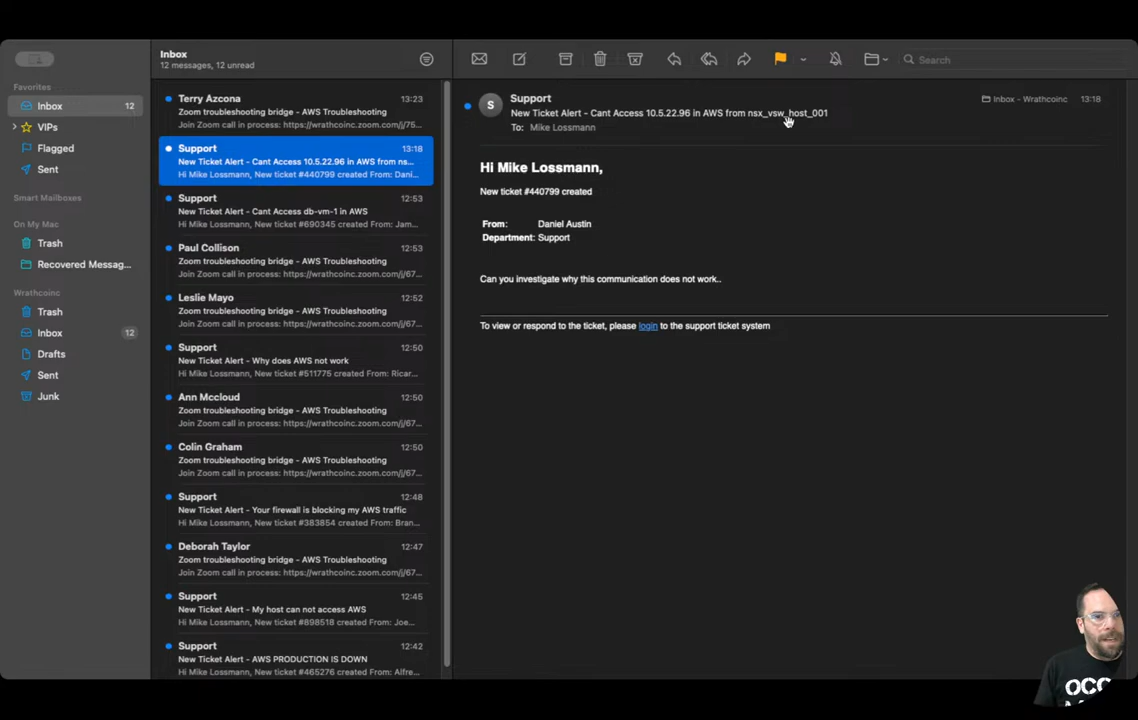 Favorites
Inbox 12
VIPs
Flagged
Sent
Smart Mailboxes
On My Mac
Trash
Recovered Messag...
Wrathcoinc
Trash
Inbox 12
Drafts
Sent
Junk
Inbox
12 messages, 12 unread
Terry Azcona 13:23
Zoom troubleshooting bridge - AWS Troubleshooting
Join Zoom call in process: https://wrathcoinc.zoom.com/j/75...
Support 13:18
New Ticket Alert - Cant Access 10.5.22.96 in AWS from ns...
Hi Mike Lossmann, New ticket #440799 created From: Dani...
Support 12:53
New Ticket Alert - Cant Access db-vm-1 in AWS
Hi Mike Lossmann, New ticket #690345 created From: Jam...
Paul Collison 12:53
Zoom troubleshooting bridge - AWS Troubleshooting
Join Zoom call in process: https://wrathcoinc.zoom.com/j/67...
Leslie Mayo 12:52
Zoom troubleshooting bridge - AWS Troubleshooting
Join Zoom call in process: https://wrathcoinc.zoom.com/j/67...
Support 12:50
New Ticket Alert - Why does AWS not work
Hi Mike Lossmann, New ticket #511775 created From: Ricar...
Ann Mccloud 12:50
Zoom troubleshooting bridge - AWS Troubleshooting
Join Zoom call in process: https://wrathcoinc.zoom.com/j/67...
Colin Graham 12:50
Zoom troubleshooting bridge - AWS Troubleshooting
Join Zoom call in process: https://wrathcoinc.zoom.com/j/67...
Support 12:48
New Ticket Alert - Your firewall is blocking my AWS traffic
Hi Mike Lossmann, New ticket #383854 created From: Bran...
Deborah Taylor 12:47
Zoom troubleshooting bridge - AWS Troubleshooting
Join Zoom call in process: https://wrathcoinc.zoom.com/j/67...
Support 12:45
New Ticket Alert - My host can not access AWS
Hi Mike Lossmann, New ticket #898518 created From: Joe...
Support 12:42
New Ticket Alert - AWS PRODUCTION IS DOWN
Hi Mike Lossmann, New ticket #465276 created From: Alfre...
Search
S
Support Inbox - Wrathcoinc 13:18
New Ticket Alert - Cant Access 10.5.22.96 in AWS from nsx_vsw_host_001
To: Mike Lossmann
Hi Mike Lossmann,
New ticket #440799 created
From: Daniel Austin
Department: Support
Can you investigate why this communication does not work..
To view or respond to the ticket, please login to the support ticket system
OCC